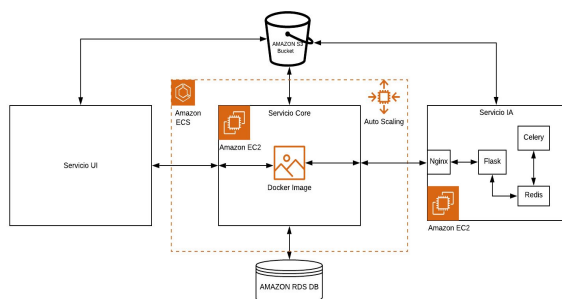 AMAZON S3
Bucket
Amazon
ECS
Servicio Core
Auto Scaling
Servicio IA
Amazon EC2
Celery
Servicio UI
Nginx
Flask
Docker Image
Redis
Amazon EC2
AMAZON RDS DB